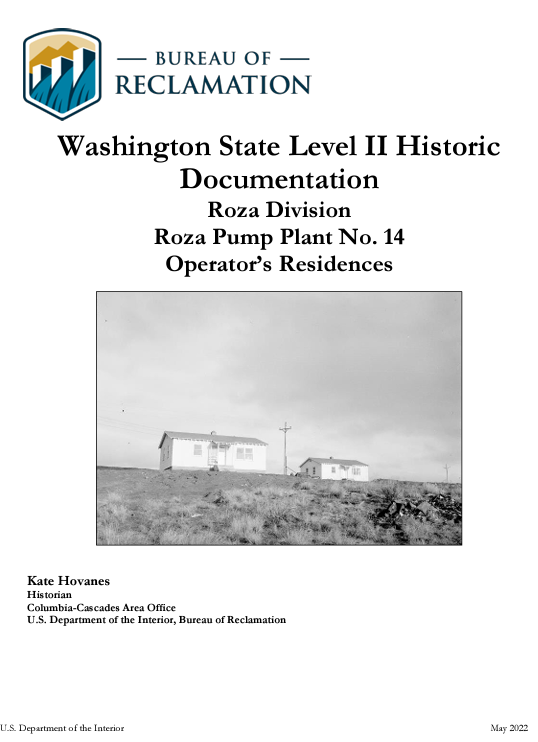 BUREAU OF
RECLAMATION
Washington State Level II Historic
Documentation
Roza Division
Roza Pump Plant No. 14
Operator's Residences
Kate Hovanes
Historian
Columbia-Cascades Area Office
U.S. Department of the Interior, Bureau of Reclamation
U.S. Department of the Interior
May 2022